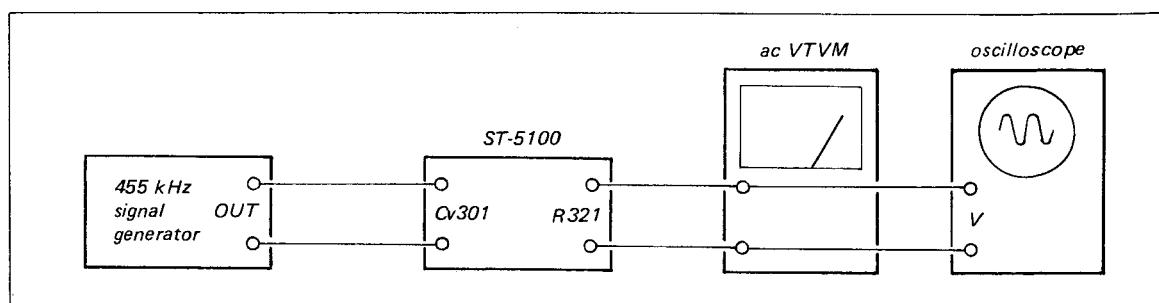 ac VTVM
oscilloscope
ST-5100
455 kHz
signal
generator
OUT
Cv301
R321
V